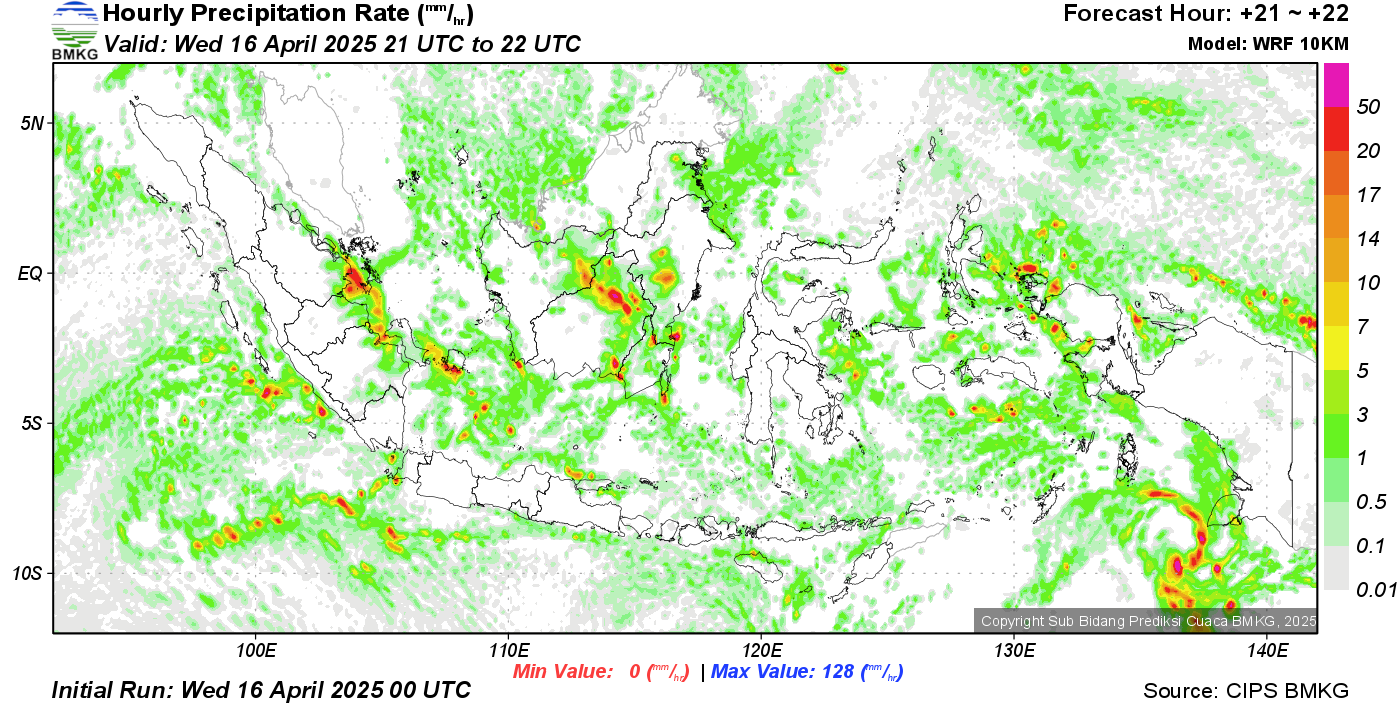 BMKG
Hourly Precipitation Rate (mm/hr)
Valid: Wed 16 April 2025 21 UTC to 22 UTC
Forecast Hour: +21 ~ +22
Model: WRF 10KM
5N
EQ
5S
10S
50
20
17
14
10
7
5
3
1
0.5
0.1
0.01
Copyright Sub Bidang Prediksi Cuaca BMKG, 2025
100E 110E 120E 130E 140E
Min Value: 0 (mm/hr) | Max Value: 128 (mm/hr)
Initial Run: Wed 16 April 2025 00 UTC
Source: CIPS BMKG